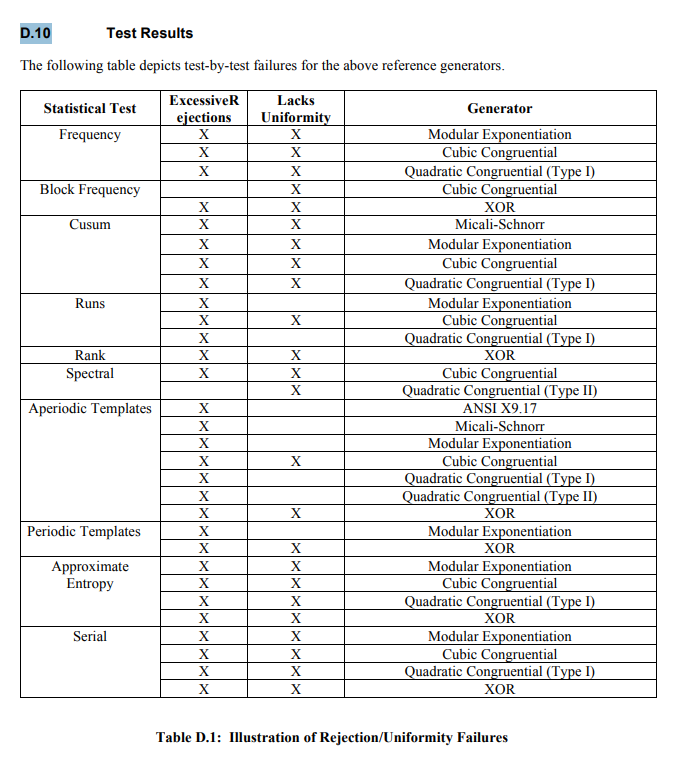 D.10 Test Results
The following table depicts test-by-test failures for the above reference generators.
Statistical Test ExcessiveR ejections Lacks Uniformity Generator
Frequency X X Modular Exponentiation
X X Cubic Congruential
X X Quadratic Congruential (Type I)
Block Frequency X Cubic Congruential
X X XOR
Cusum X X Micali-Schnorr
X X Modular Exponentiation
X X Cubic Congruential
X X Quadratic Congruential (Type I)
Runs X Modular Exponentiation
X X Cubic Congruential
X Quadratic Congruential (Type I)
Rank X X XOR
Spectral X X Cubic Congruential
X Quadratic Congruential (Type II)
Aperiodic Templates X ANSI X9.17
X Micali-Schnorr
X Modular Exponentiation
X X Cubic Congruential
X Quadratic Congruential (Type I)
X Quadratic Congruential (Type II)
X X XOR
Periodic Templates X Modular Exponentiation
X X XOR
Approximate X X Modular Exponentiation
Entropy X X Cubic Congruential
X X Quadratic Congruential (Type I)
X X XOR
Serial X X Modular Exponentiation
X X Cubic Congruential
X X Quadratic Congruential (Type I)
X X XOR
Table D.1: Illustration of Rejection/Uniformity Failures